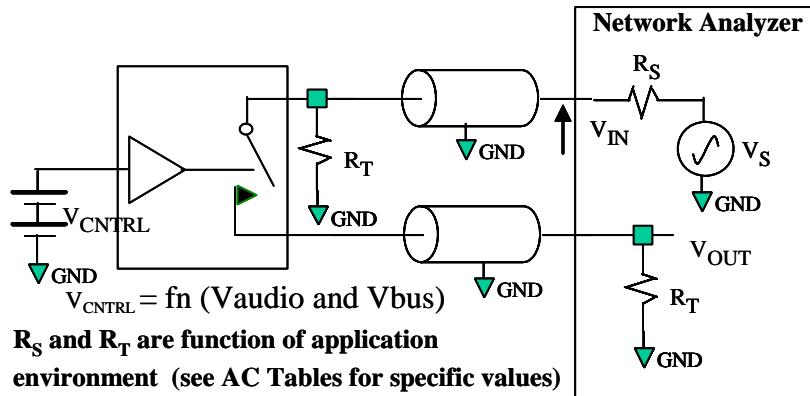 Network Analyzer
R_S
V_IN
V_S
GND
GND
R_T
GND
V_CNTRL
GND
GND
V_OUT
R_T
GND
V_CNTRL = fn (Vaudio and Vbus)
R_S and R_T are function of application
environment (see AC Tables for specific values)